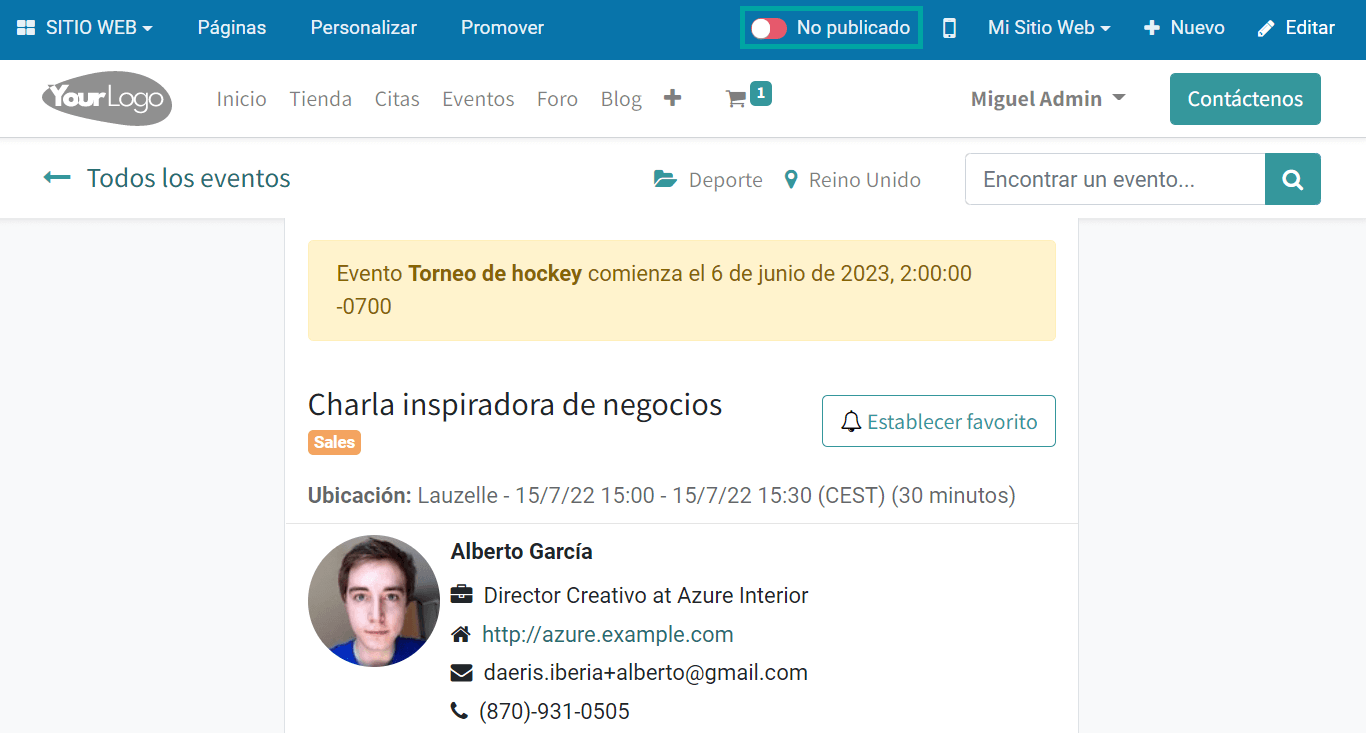 SITIO WEB Páginas Personalizar Promover No publicado Mi Sitio Web Nuevo Editar
YourLogo Inicio Tienda Citas Eventos Foro Blog 1 Miguel Admin Contáctenos
Todos los eventos Deporte Reino Unido Encontrar un evento...
Evento Torneo de hockey comienza el 6 de junio de 2023, 2:00:00
-0700
Charla inspiradora de negocios
Establecer favorito
Sales
Ubicación: Lauzelle - 15/7/22 15:00 - 15/7/22 15:30 (CEST) (30 minutos)
Alberto García
Director Creativo at Azure Interior
http://azure.example.com
daeris.iberia+alberto@gmail.com
(870)-931-0505